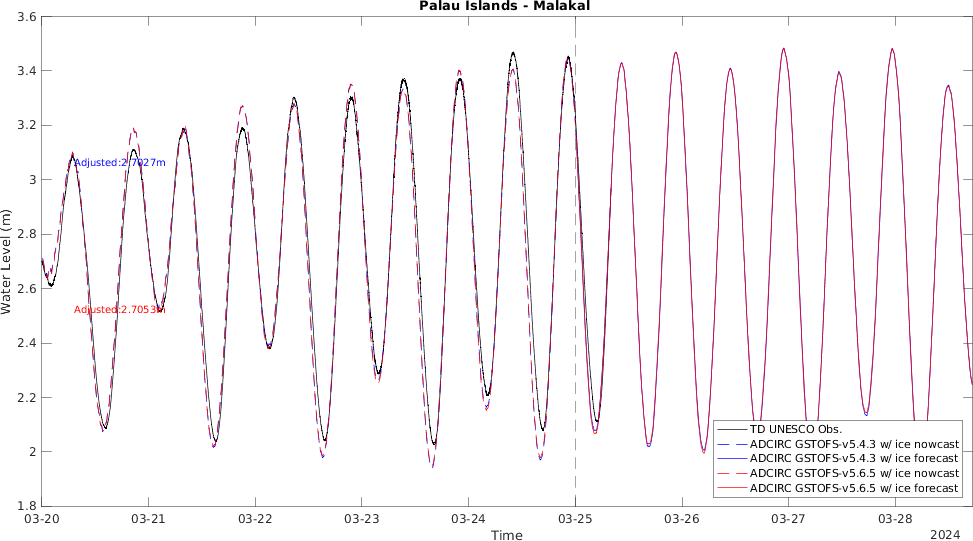 Palau Islands - Malakal
3.6
3.4
3.2
3
2.8
2.6
2.4
2.2
2
1.8
Water Level (m)
Adjusted:2.7027m
Adjusted:2.7053m
TD UNESCO Obs.
ADCIRC GSTOFS-v5.4.3 w/ ice nowcast
ADCIRC GSTOFS-v5.4.3 w/ ice forecast
ADCIRC GSTOFS-v5.6.5 w/ ice nowcast
ADCIRC GSTOFS-v5.6.5 w/ ice forecast
03-20 03-21 03-22 03-23 03-24 03-25 03-26 03-27 03-28
Time
2024